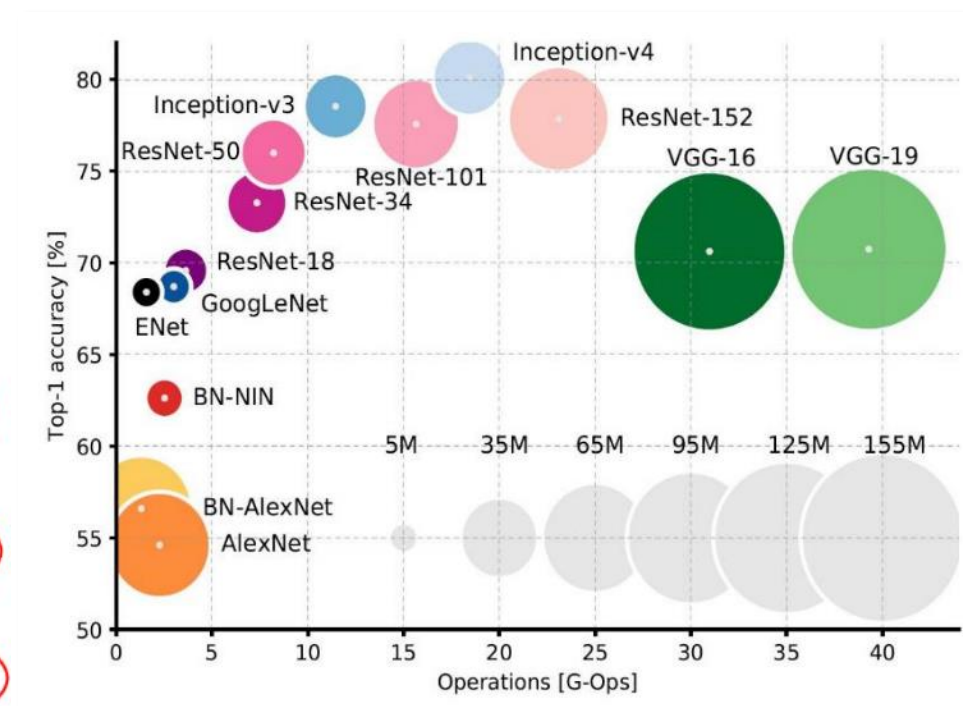 Inception-v4
80
Inception-v3
ResNet-152
ResNet-50
VGG-16
VGG-19
75
ResNet-101
ResNet-34
70
ResNet-18
GoogLeNet
ENet
65
BN-NIN
60
5M 35M 65M 95M 125M 155M
BN-AlexNet
55
AlexNet
50
0 5 10 15 20 25 30 35 40
Operations [G-Ops]
Top-1 accuracy [%]